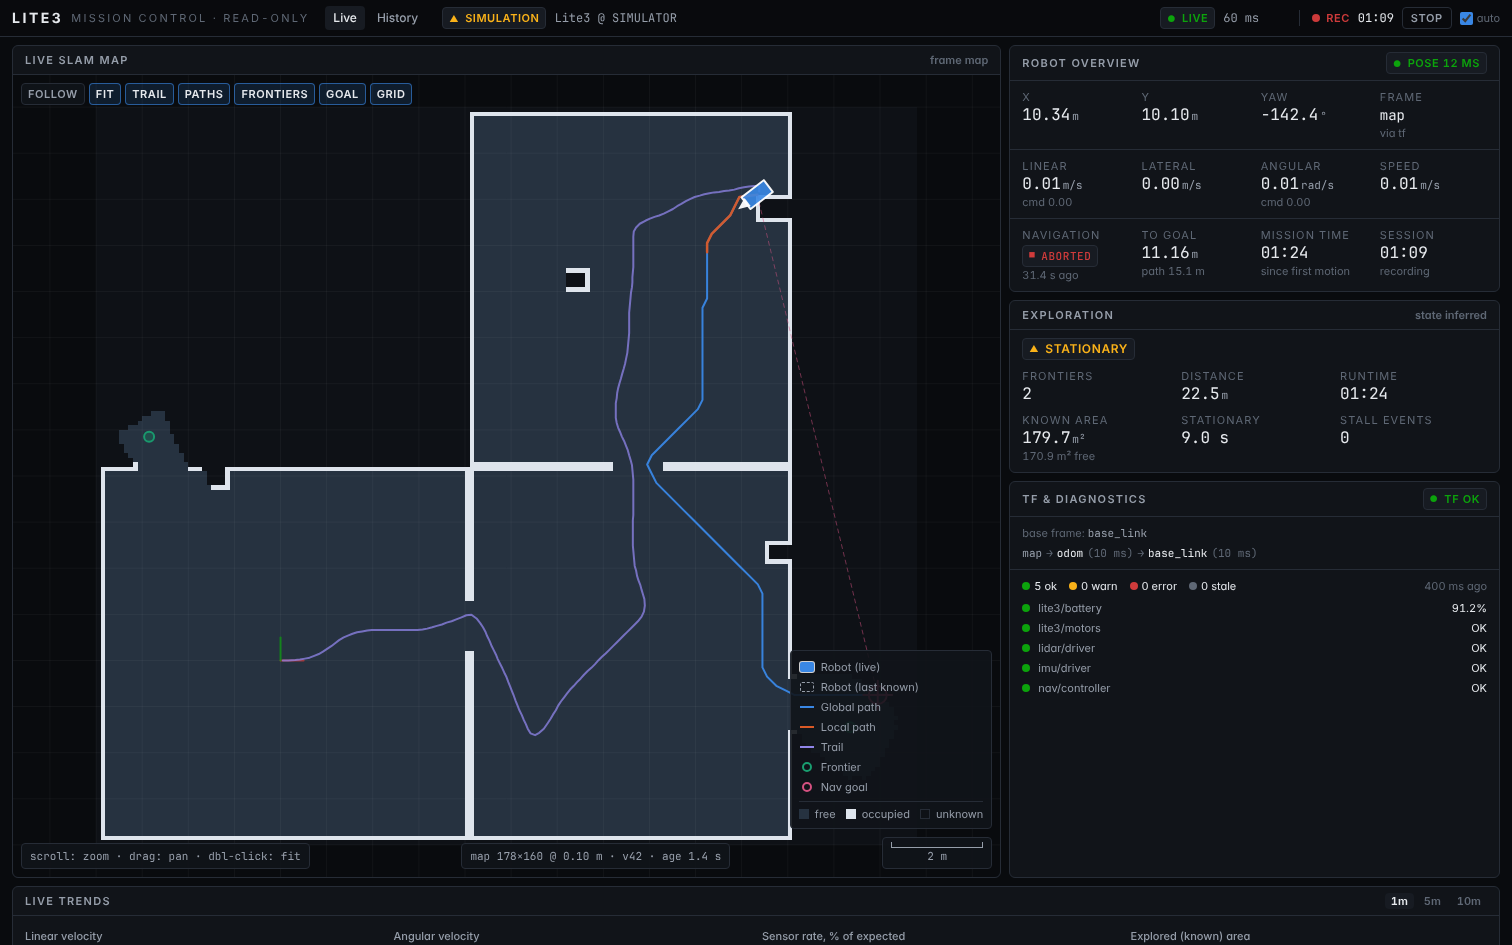 LITE3 MISSION CONTROL · READ-ONLY Live History ▲ SIMULATION Lite3 @ SIMULATOR ● LIVE 60 ms ● REC 01:09 STOP auto
LIVE SLAM MAP frame map
FOLLOW FIT TRAIL PATHS FRONTIERS GOAL GRID
Robot (live)
Robot (last known)
Global path
Local path
Trail
Frontier
Nav goal
free occupied unknown
scroll: zoom · drag: pan · dbl-click: fit
map 178×160 @ 0.10 m · v42 · age 1.4 s
2 m
ROBOT OVERVIEW ● POSE 12 MS
X Y YAW FRAME
10.34 m 10.10 m -142.4 ° map
via tf
LINEAR LATERAL ANGULAR SPEED
0.01 m/s 0.00 m/s 0.01 rad/s 0.01 m/s
cmd 0.00 cmd 0.00
NAVIGATION TO GOAL MISSION TIME SESSION
■ ABORTED 11.16 m 01:24 01:09
31.4 s ago path 15.1 m since first motion recording
EXPLORATION state inferred
▲ STATIONARY
FRONTIERS DISTANCE RUNTIME
2 22.5 m 01:24
KNOWN AREA STATIONARY STALL EVENTS
179.7 m² 9.0 s 0
170.9 m² free
TF & DIAGNOSTICS ● TF OK
base frame: base_link
map → odom (10 ms) → base_link (10 ms)
5 ok 0 warn 0 error 0 stale 400 ms ago
lite3/battery 91.2%
lite3/motors OK
lidar/driver OK
imu/driver OK
nav/controller OK
LIVE TRENDS 1m 5m 10m
Linear velocity Angular velocity Sensor rate, % of expected Explored (known) area